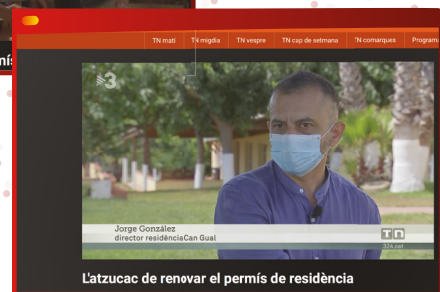 mís
TN matí TN migdia TN vespre TN cap de setmana TN comarques Program
3
Jorge González
director residènciaCan Gual
TN
324.cat
L'atzucac de renovar el permís de residència